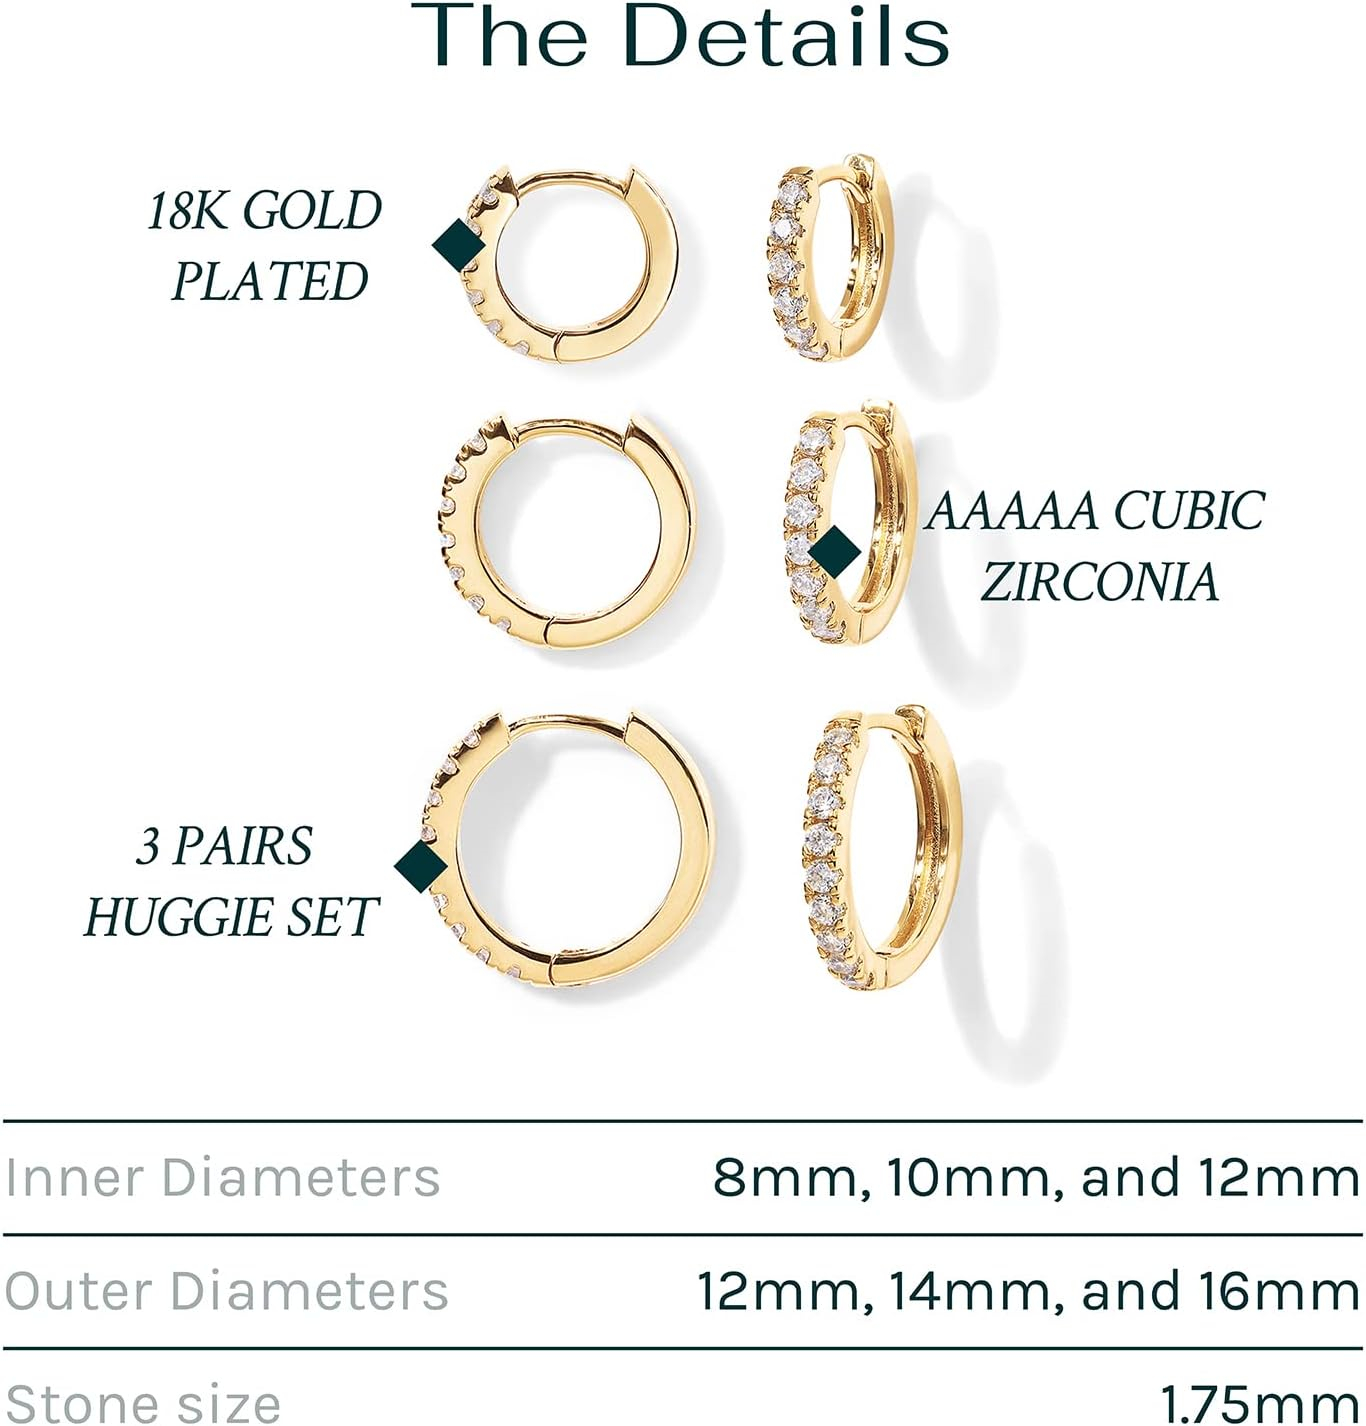 The Details
18K GOLD
PLATED
AAAAA CUBIC
ZIRCONIA
3 PAIRS
HUGGIE SET
Inner Diameters 8mm, 10mm, and 12mm
Outer Diameters 12mm, 14mm, and 16mm
Stone size 1.75mm